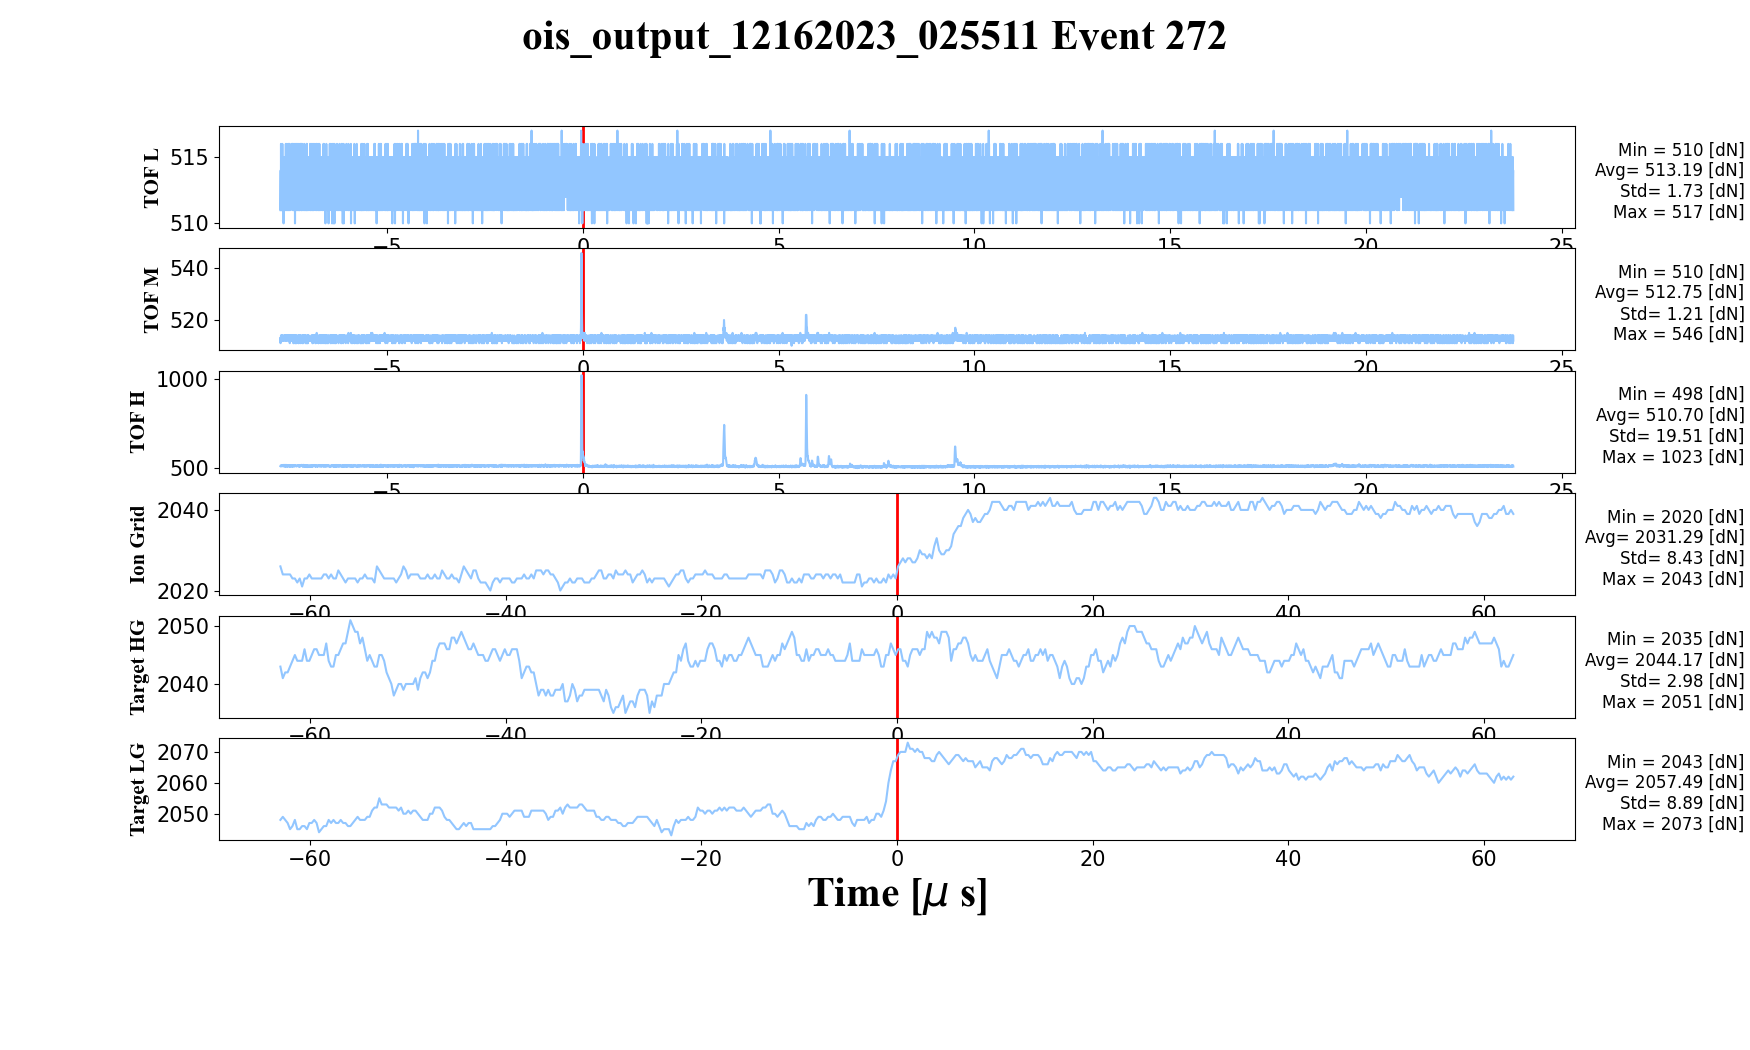 ois_output_12162023_025511 Event 272
TOF L
515
510
−5 0 5 10 15 20 25
Min = 510 [dN]
Avg= 513.19 [dN]
Std= 1.73 [dN]
Max = 517 [dN]
TOF M
540
520
−5 0 5 10 15 20 25
Min = 510 [dN]
Avg= 512.75 [dN]
Std= 1.21 [dN]
Max = 546 [dN]
TOF H
1000
500
−5 0 5 10 15 20 25
Min = 498 [dN]
Avg= 510.70 [dN]
Std= 19.51 [dN]
Max = 1023 [dN]
Ion Grid
2040
2020
−60 −40 −20 0 20 40 60
Min = 2020 [dN]
Avg= 2031.29 [dN]
Std= 8.43 [dN]
Max = 2043 [dN]
Target HG
2050
2040
−60 −40 −20 0 20 40 60
Min = 2035 [dN]
Avg= 2044.17 [dN]
Std= 2.98 [dN]
Max = 2051 [dN]
Target LG
2070
2060
2050
−60 −40 −20 0 20 40 60
Min = 2043 [dN]
Avg= 2057.49 [dN]
Std= 8.89 [dN]
Max = 2073 [dN]
Time [μ s]